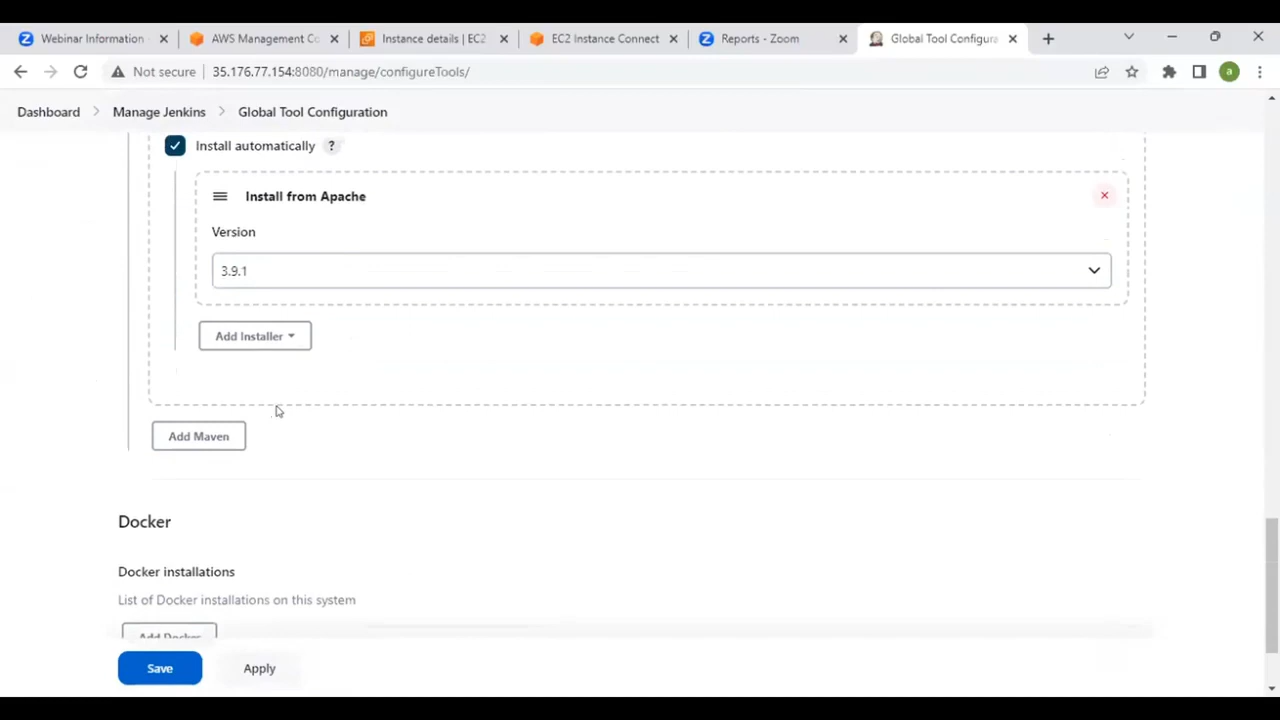 Webinar Information
AWS Management Co
Instance details | EC2
EC2 Instance Connect
Reports - Zoom
Global Tool Configura
Not secure
35.176.77.154:8080/manage/configureTools/
a
Dashboard
Manage Jenkins
Global Tool Configuration
Install automatically
?
Install from Apache
Version
3.9.1
Add Installer
Add Maven
Docker
Docker installations
List of Docker installations on this system
Add Docker
Save
Apply